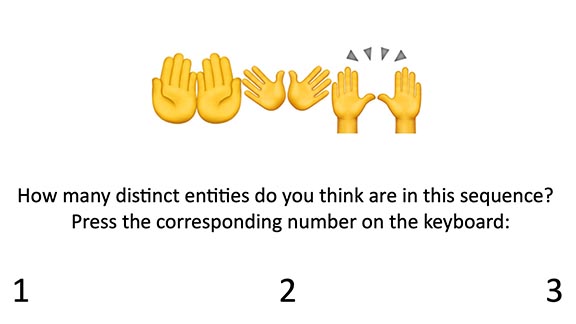 How many distinct entities do you think are in this sequence?
Press the corresponding number on the keyboard:
1 2 3